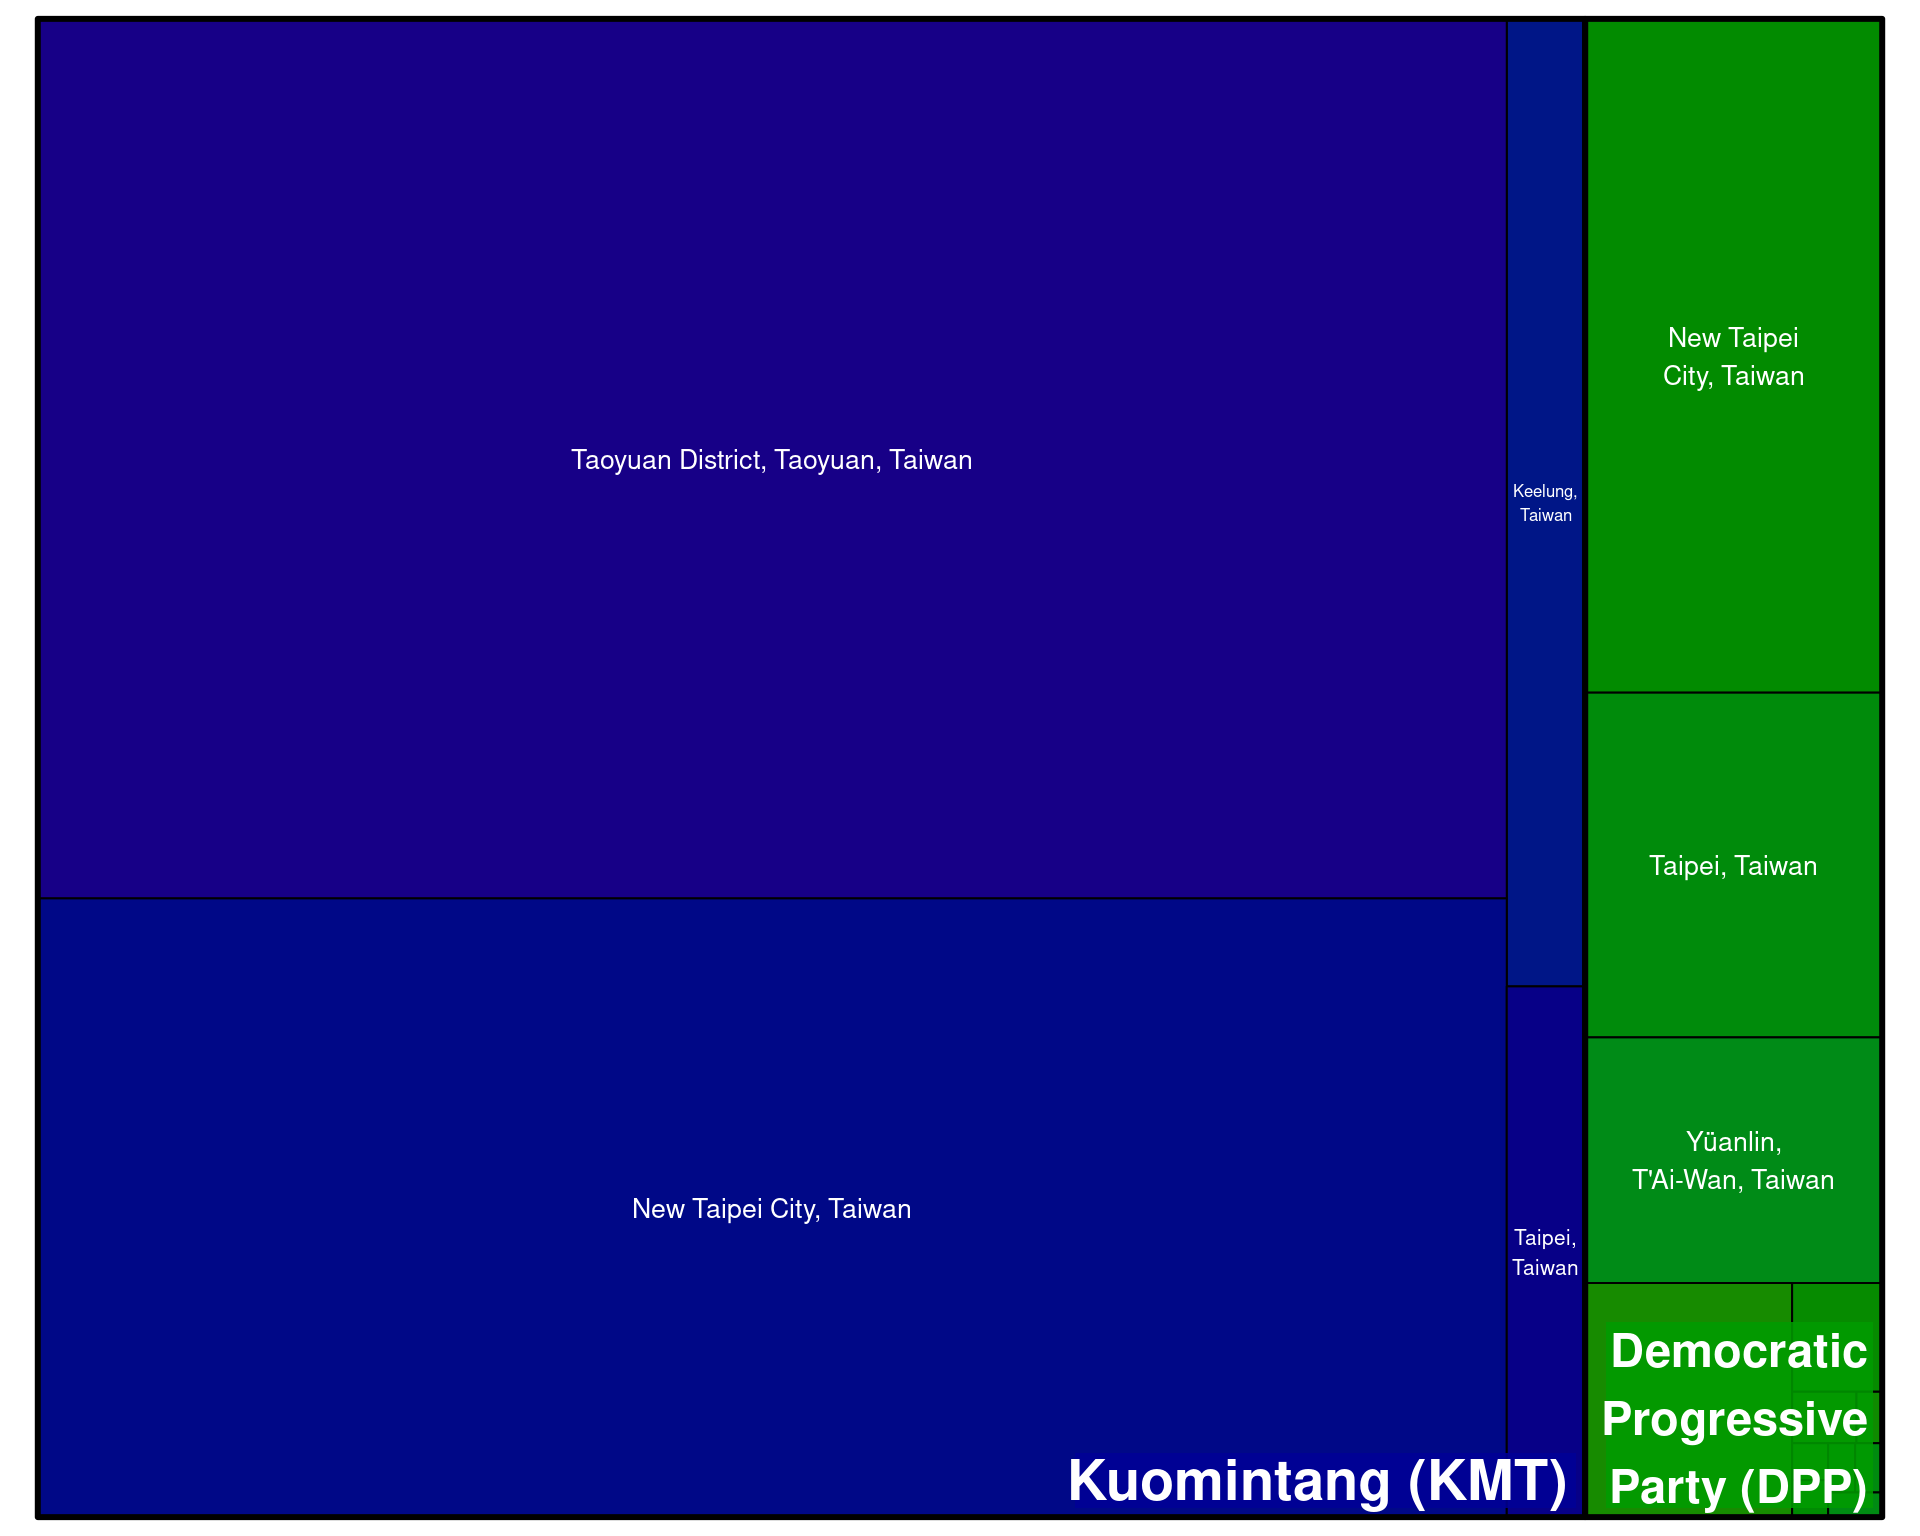 Taoyuan District, Taoyuan, Taiwan
New Taipei City, Taiwan
Keelung,
Taiwan
Taipei,
Taiwan
Kuomintang (KMT)
New Taipei
City, Taiwan
Taipei, Taiwan
Yüanlin,
T'Ai-Wan, Taiwan
Democratic
Progressive
Party (DPP)